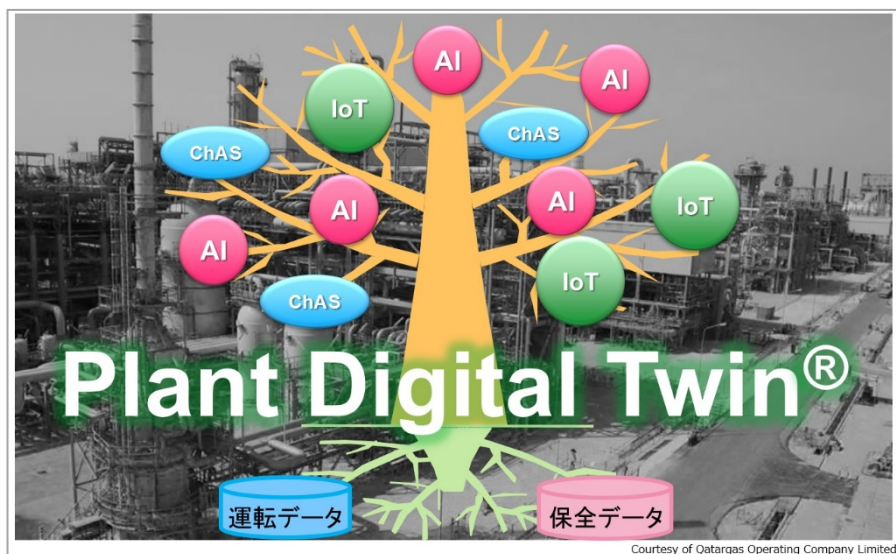 AI
AI
IoT
ChAS
ChAS
AI
AI
IoT
AI
IoT
ChAS
Plant Digital Twin®
運転データ
保全データ
Courtesy of Qatargas Operating Company Limited